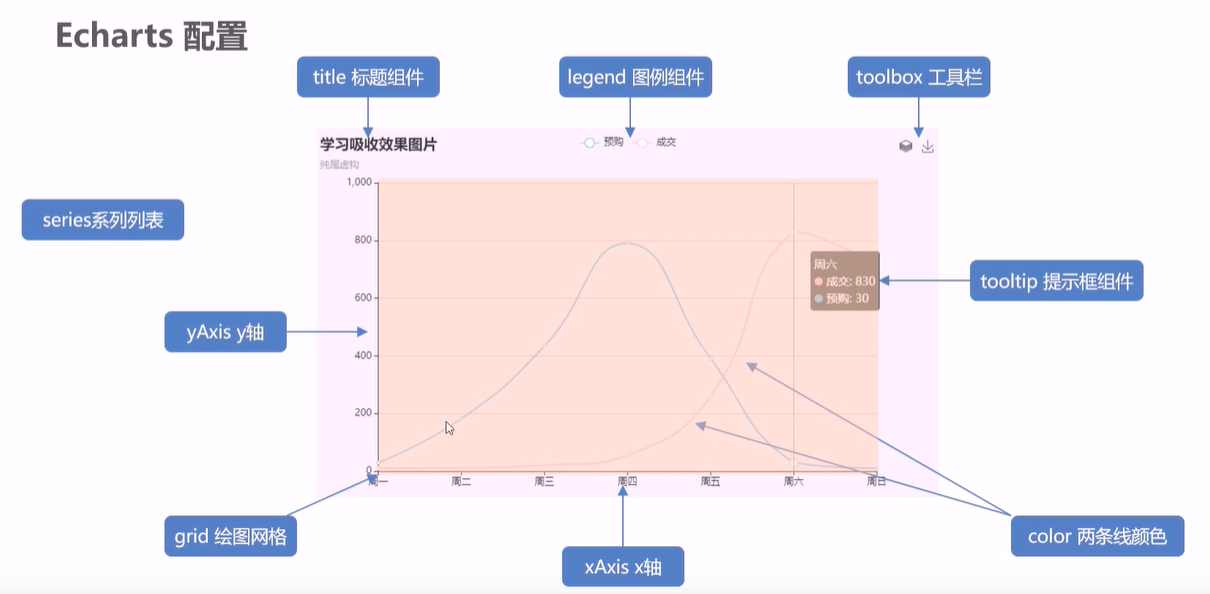 Echarts 配置
title 标题组件
legend 图例组件
toolbox 工具栏
学习吸收效果图片
预购
成交
纯属虚构
series系列列表
1,000
800
600
400
200
0
周六
成交: 830
预购: 30
tooltip 提示框组件
yAxis y轴
周一
周二
周三
周四
周五
周六
周日
grid 绘图网格
xAxis x轴
color 两条线颜色